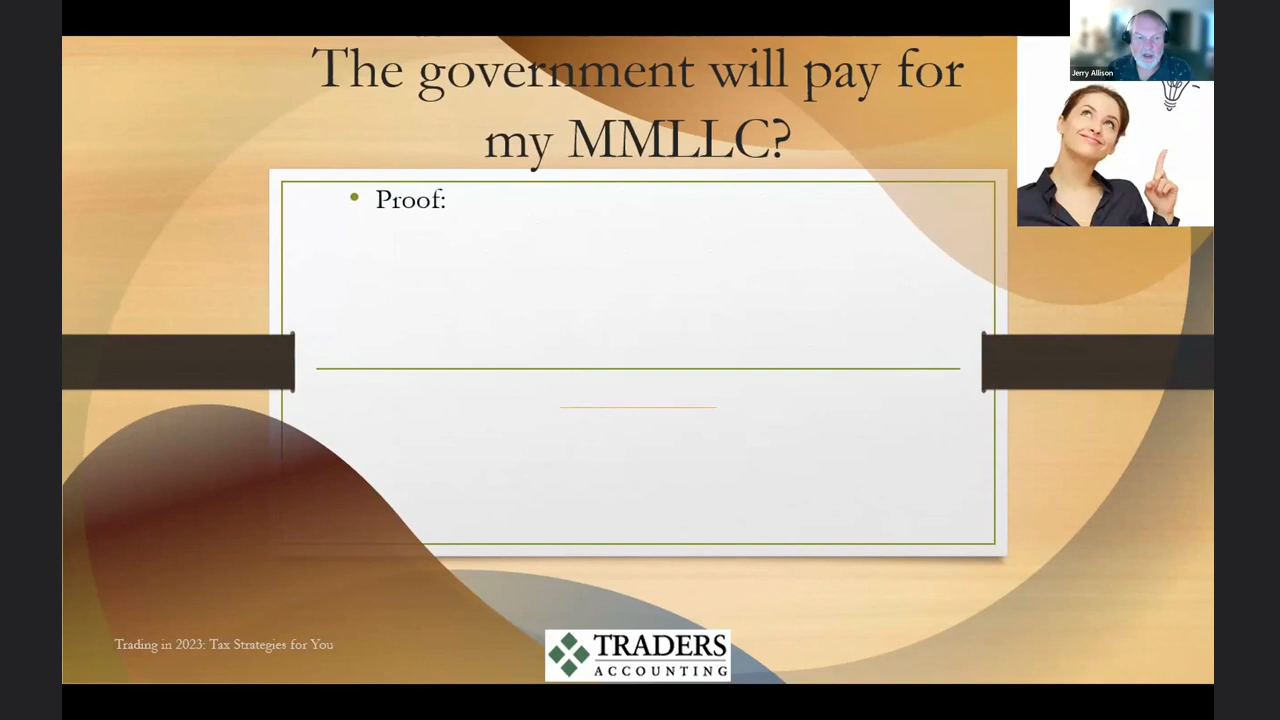 The government will pay for
my MMLLC?
Jerry Allison
• Proof:
Trading in 2023: Tax Strategies for You
TRADERS
ACCOUNTING